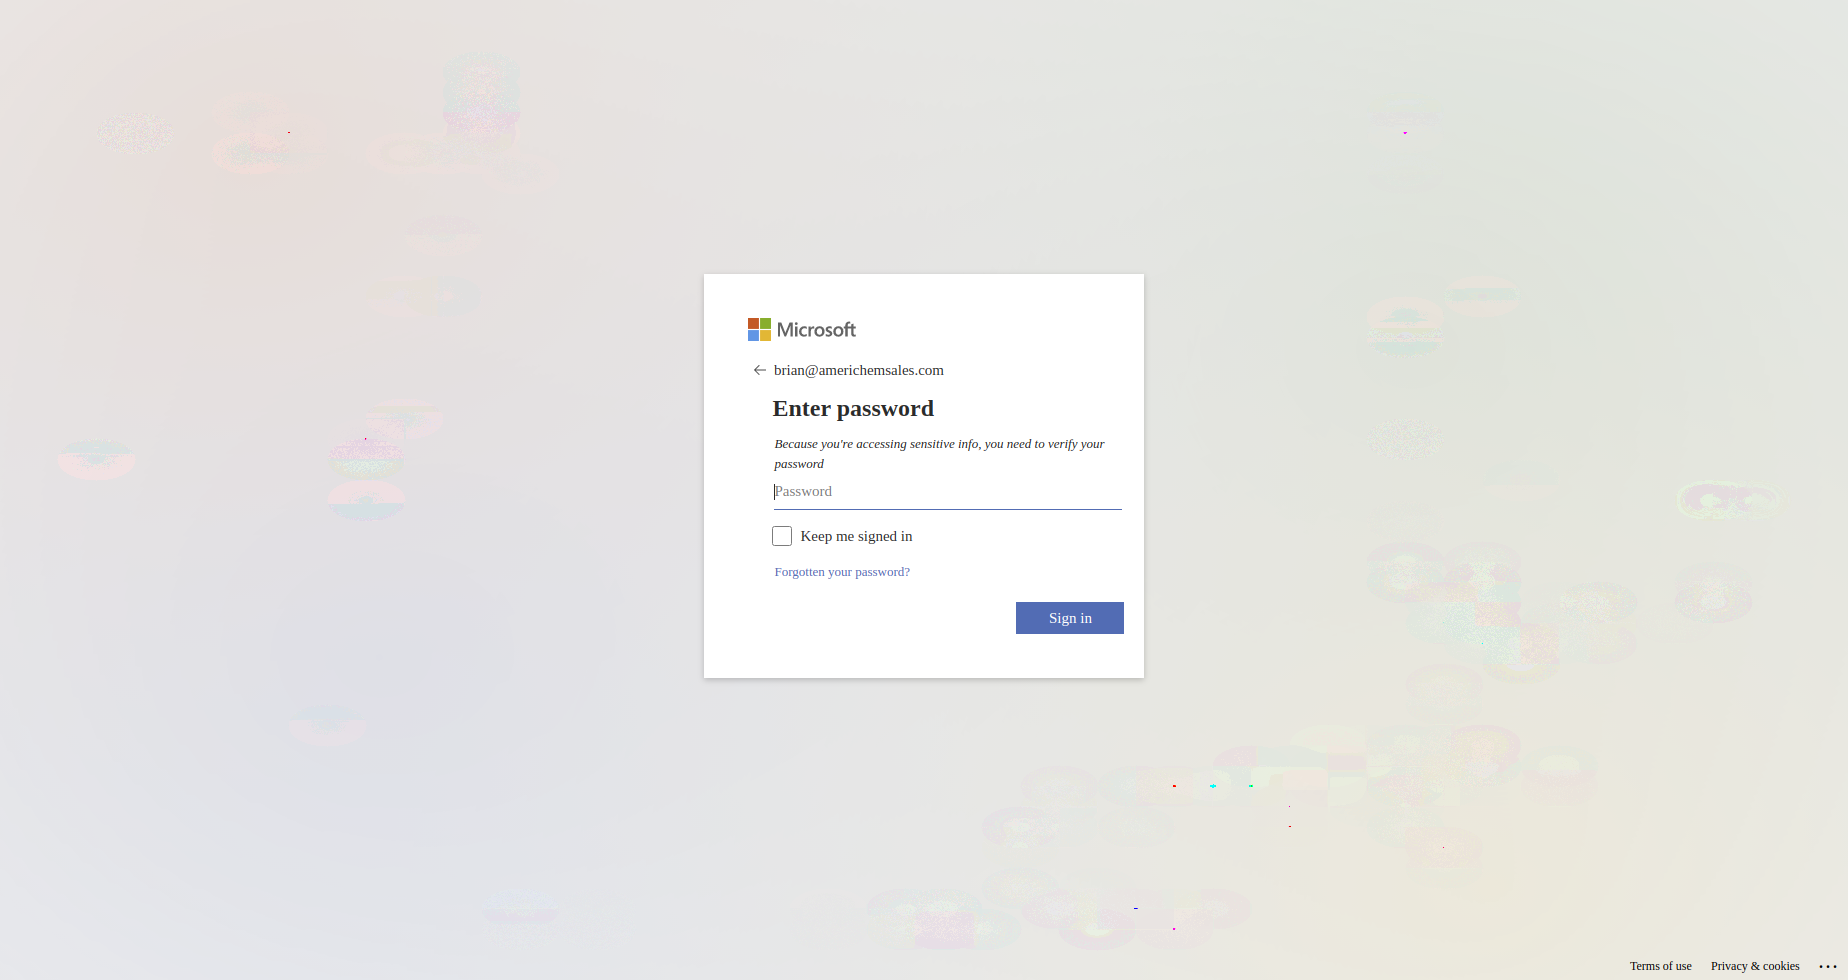 Microsoft
brian@americhemsales.com
Enter password
Because you're accessing sensitive info, you need to verify your
password
Password
Keep me signed in
Forgotten your password?
Sign in
Terms of use Privacy & cookies ...